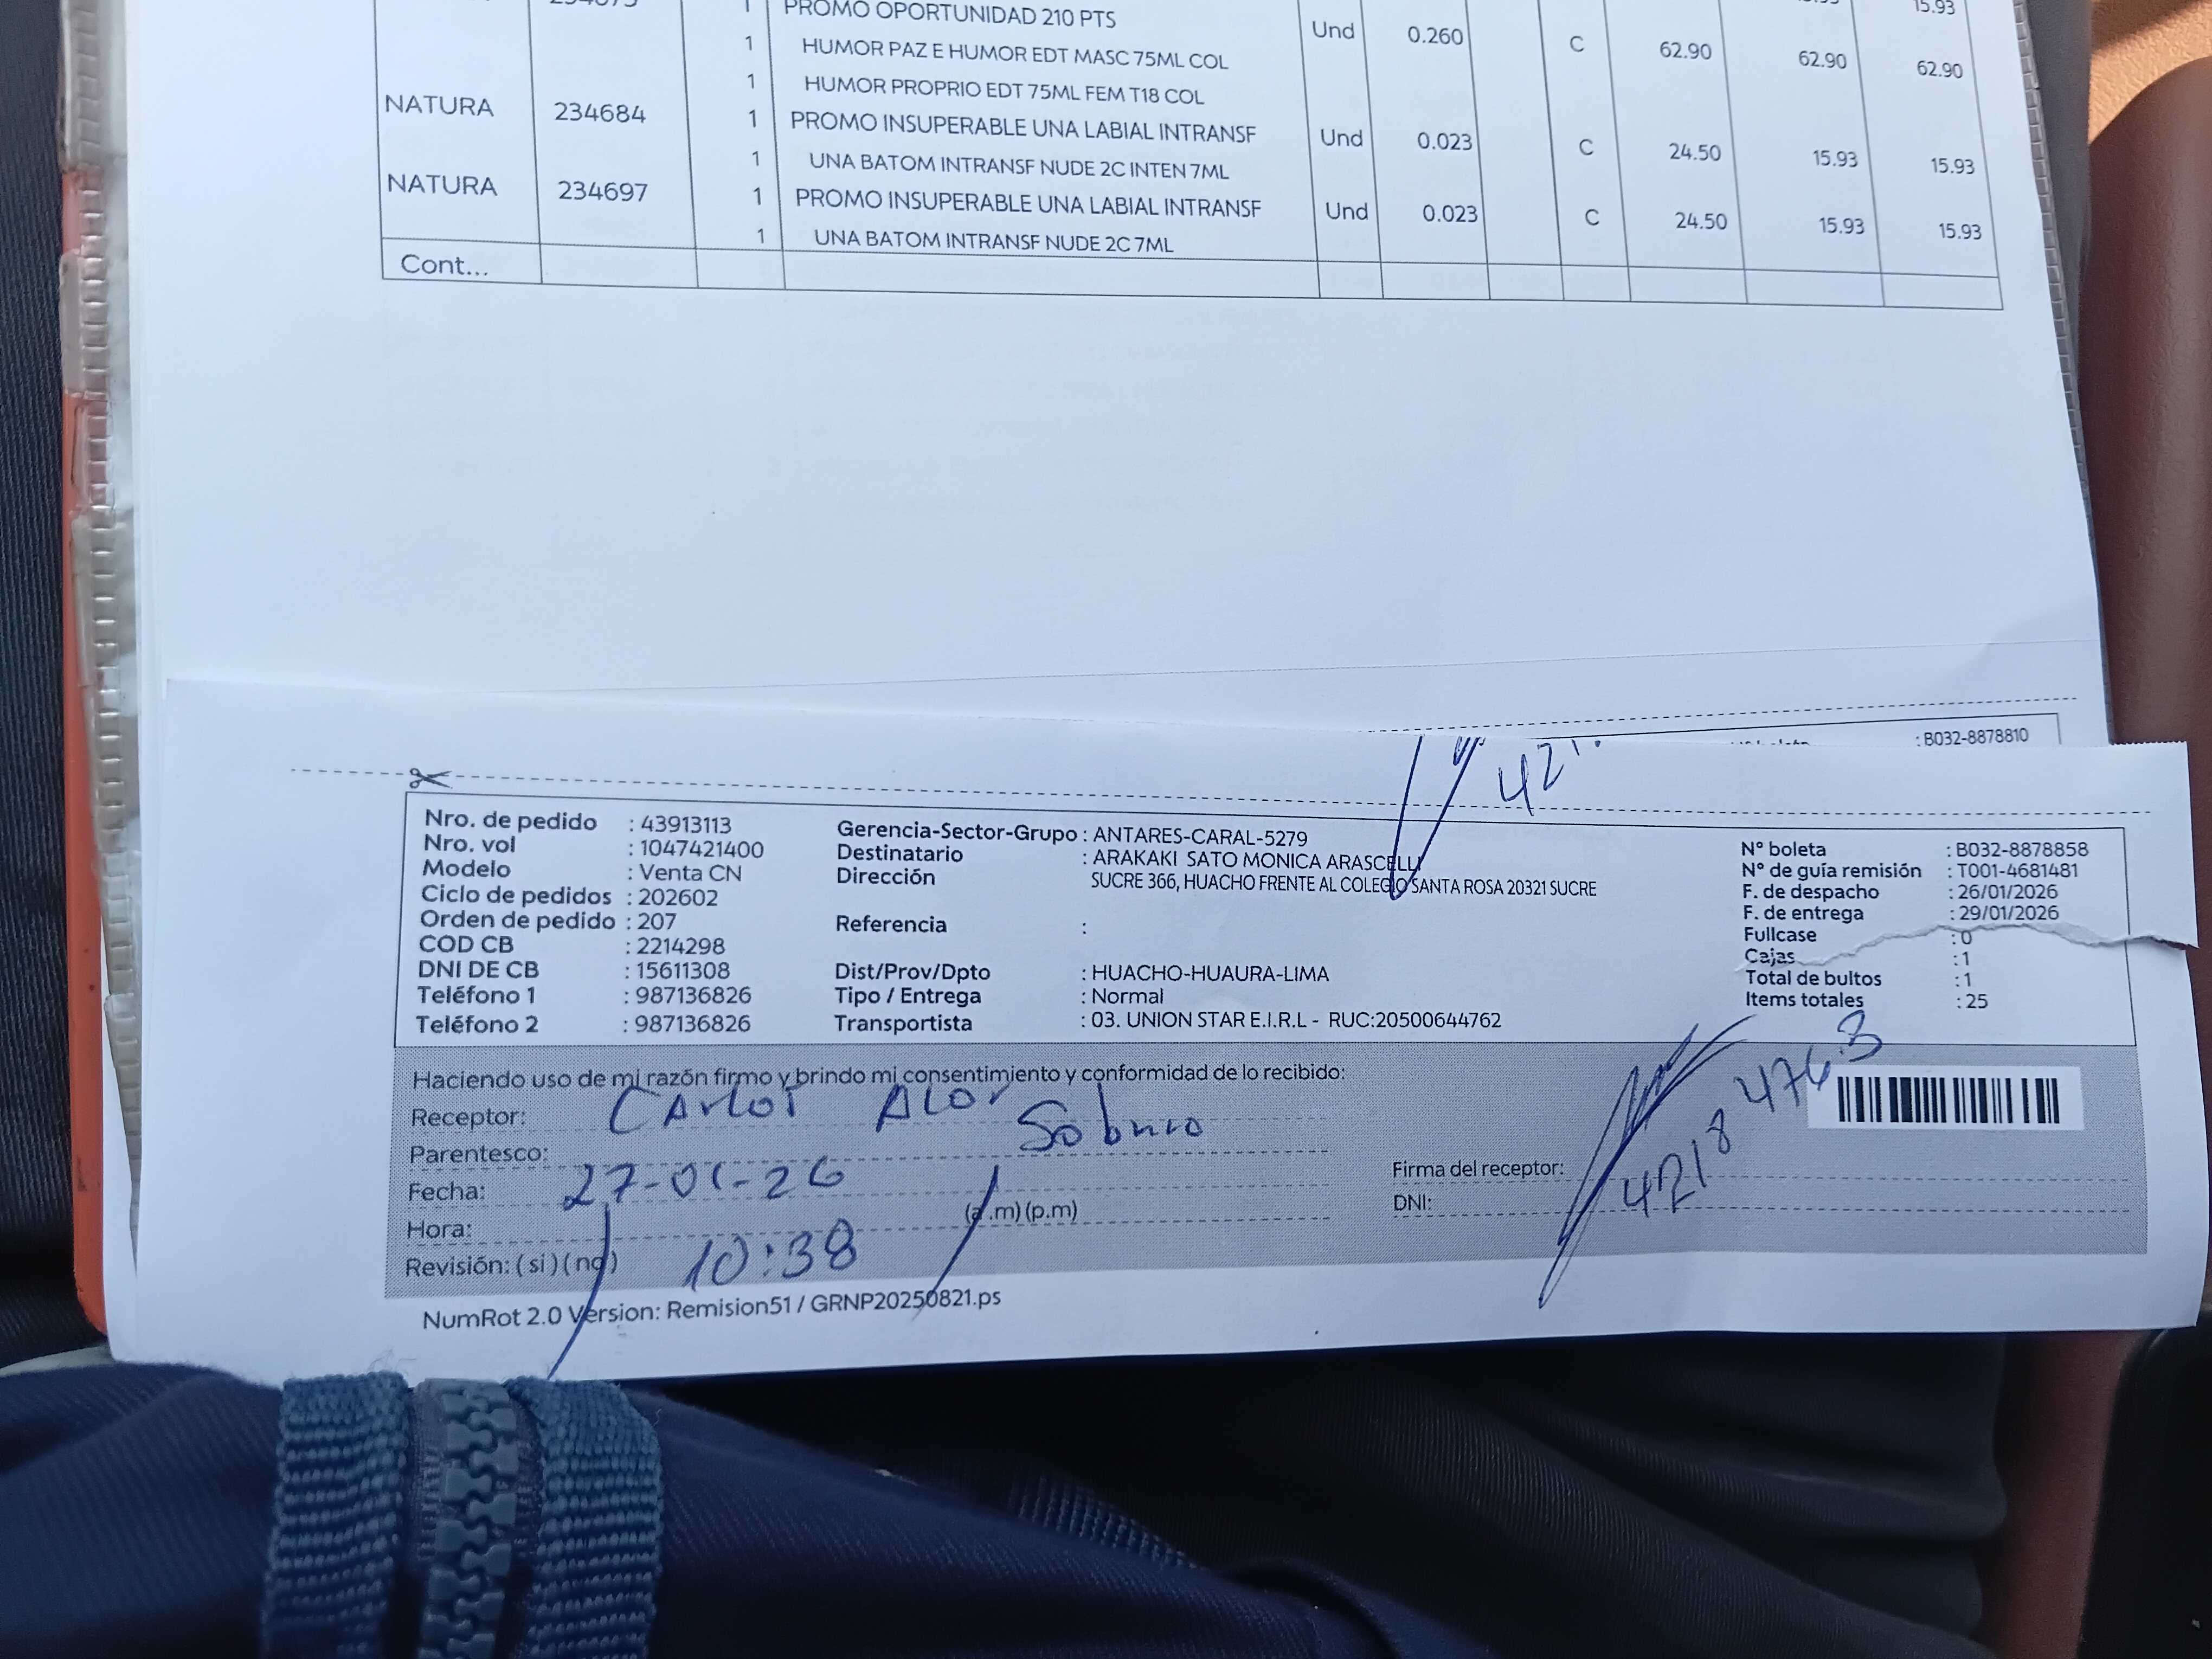 PROMO OPORTUNIDAD 210 PTS Und 0.260 C 62.90 62.90 62.90
15.93
1 HUMOR PAZ E HUMOR EDT MASC 75ML COL
1 HUMOR PROPRIO EDT 75ML FEM T18 COL
NATURA 234684 1 PROMO INSUPERABLE UNA LABIAL INTRANSF Und 0.023 C 24.50 15.93 15.93
1 UNA BATOM INTRANSF NUDE 2C INTEN 7ML
NATURA 234697 1 PROMO INSUPERABLE UNA LABIAL INTRANSF Und 0.023 C 24.50 15.93 15.93
1 UNA BATOM INTRANSF NUDE 2C 7ML
Cont...
: B032-8878810
Nro. de pedido : 43913113
Nro. vol : 1047421400
Modelo : Venta CN
Ciclo de pedidos : 202602
Orden de pedido : 207
COD CB : 2214298
DNI DE CB : 15611308
Teléfono 1 : 987136826
Teléfono 2 : 987136826
Gerencia-Sector-Grupo : ANTARES-CARAL-5279
Destinatario : ARAKAKI SATO MONICA ARASCELLI
Dirección SUCRE 366, HUACHO FRENTE AL COLEGIO SANTA ROSA 20321 SUCRE
Referencia :
Dist/Prov/Dpto : HUACHO-HUAURA-LIMA
Tipo / Entrega : Normal
Transportista : 03. UNION STAR E.I.R.L - RUC:20500644762
N° boleta : B032-8878858
N° de guía remisión : T001-4681481
F. de despacho : 26/01/2026
F. de entrega : 29/01/2026
Fullcase : 0
Cajas : 1
Total de bultos : 1
Items totales : 25
Haciendo uso de mi razón firmo y brindo mi consentimiento y conformidad de lo recibido:
Receptor: Carlos Alor
Parentesco: Sobrino
Fecha: 27-01-26
Hora: 10:38 (a.m) (p.m)
Revisión: ( si ) ( no )
Firma del receptor:
DNI: 42184763
NumRot 2.0 Version: Remision51 / GRNP20250821.ps